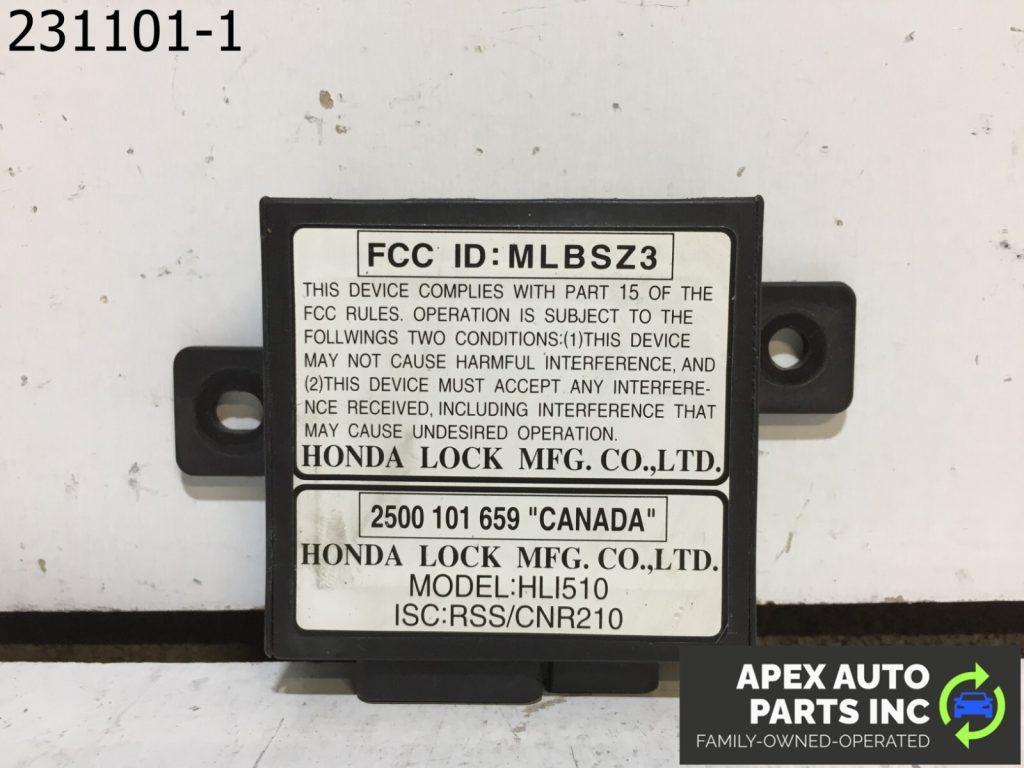 231101-1
FCC ID: MLBSZ3
THIS DEVICE COMPLIES WITH PART 15 OF THE
FCC RULES. OPERATION IS SUBJECT TO THE
FOLLWINGS TWO CONDITIONS:(1)THIS DEVICE
MAY NOT CAUSE HARMFUL INTERFERENCE, AND
(2)THIS DEVICE MUST ACCEPT ANY INTERFERE-
NCE RECEIVED, INCLUDING INTERFERENCE THAT
MAY CAUSE UNDESIRED OPERATION.
HONDA LOCK MFG. CO.,LTD.
2500 101 659 "CANADA"
HONDA LOCK MFG. CO.,LTD.
MODEL:HLI510
ISC:RSS/CNR210
APEX AUTO
PARTS INC
FAMILY-OWNED-OPERATED